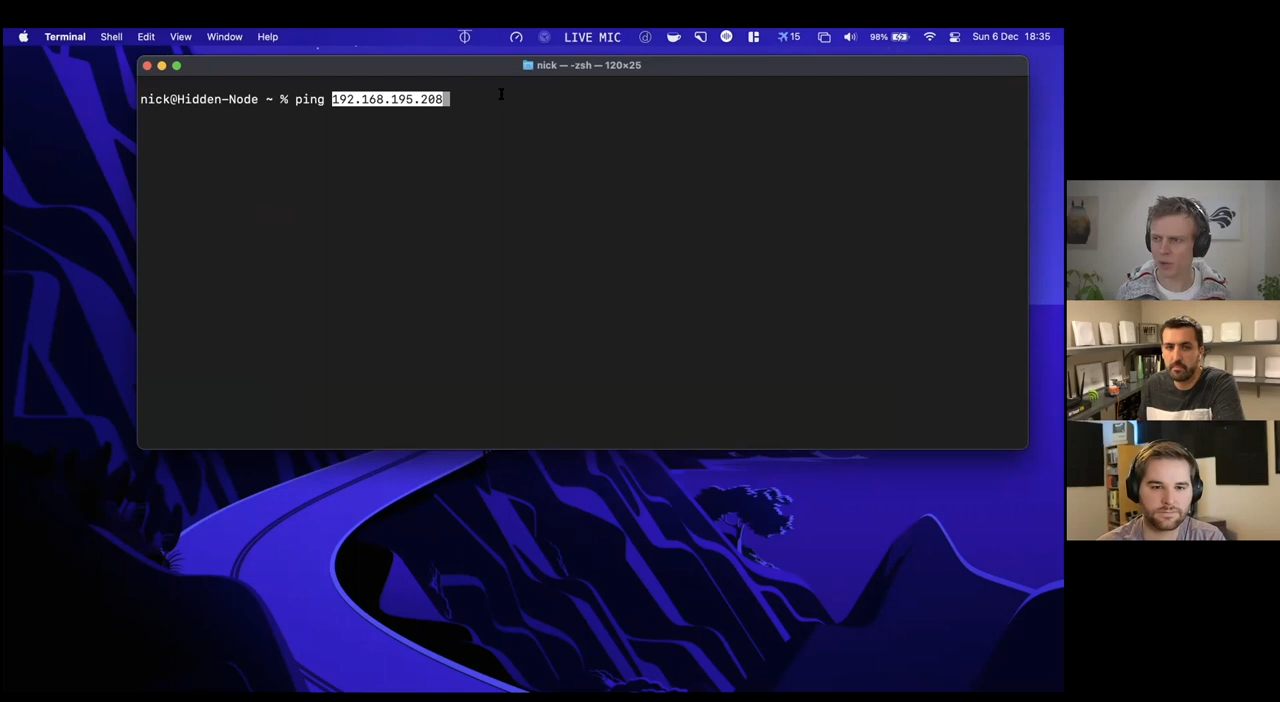 Terminal Shell Edit View Window Help LIVE MIC 15 98% Sun 6 Dec 18:35
nick — -zsh — 120×25
nick@Hidden-Node ~ % ping 192.168.195.208
WIFI